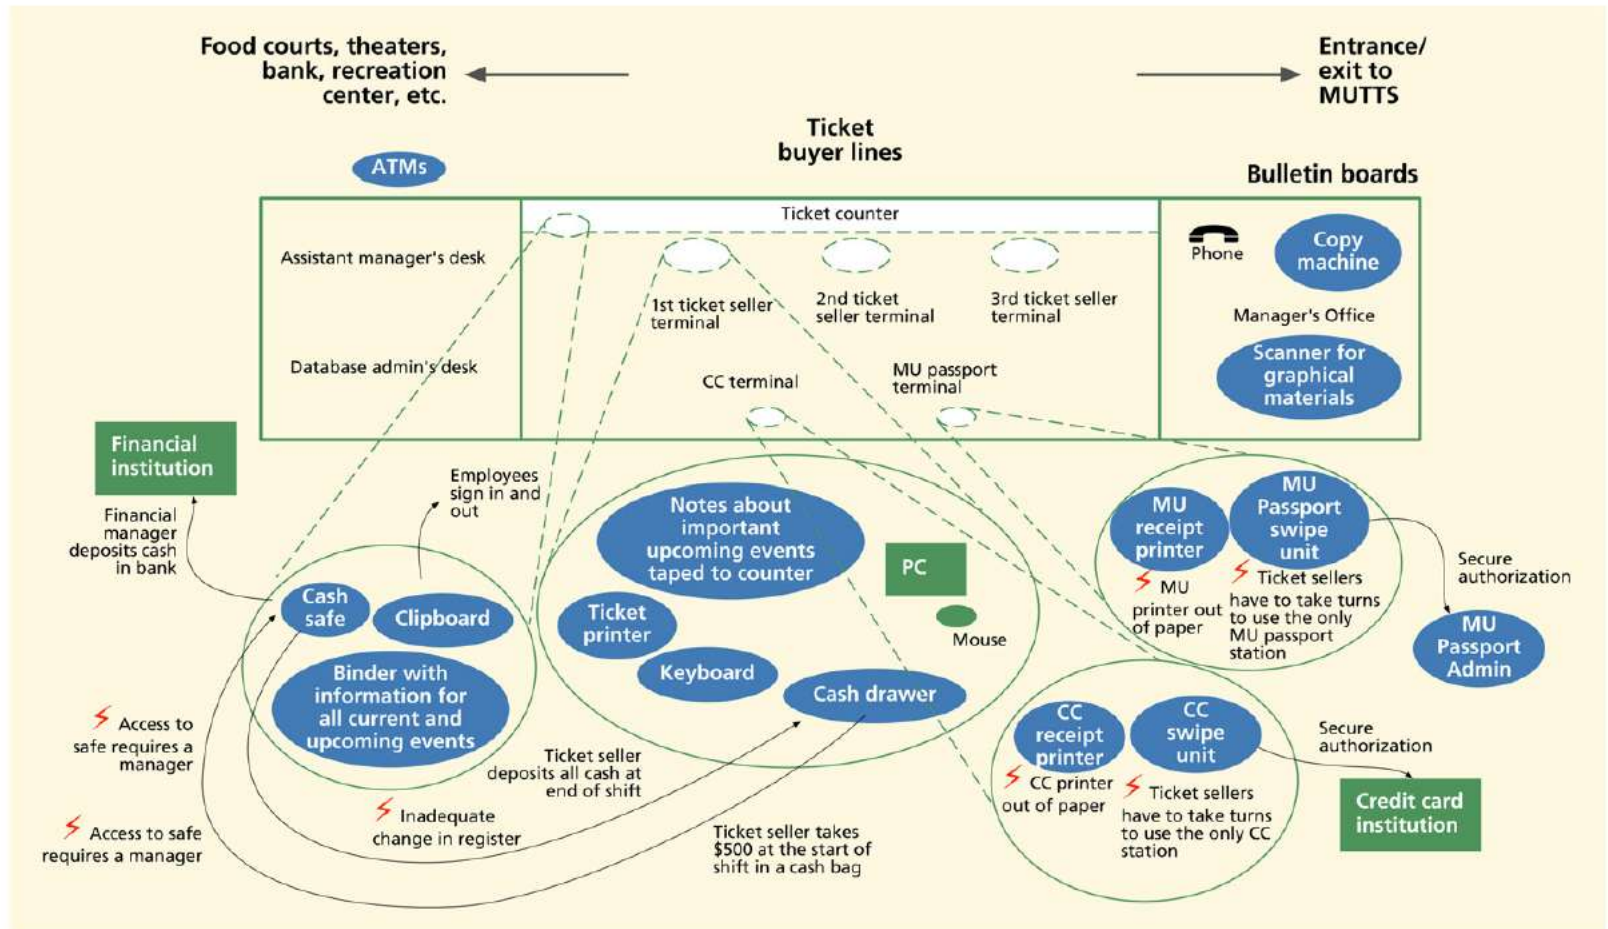 Food courts, theaters,
bank, recreation
center, etc.
Entrance/
exit to
MUTTS
Ticket
buyer lines
ATMs
Bulletin boards
Ticket counter
Assistant manager's desk
Database admin's desk
1st ticket seller
terminal
2nd ticket
seller terminal
3rd ticket seller
terminal
CC terminal
MU passport
terminal
Phone
Copy
machine
Manager's Office
Scanner for
graphical
materials
Financial
institution
Financial
manager
deposits cash
in bank
Employees
sign in and
out
Cash
safe
Clipboard
Binder with
information for
all current and
upcoming events
Notes about
important
upcoming events
taped to counter
PC
Mouse
Ticket
printer
Keyboard
Cash drawer
MU
receipt
printer
MU
Passport
swipe
unit
MU
printer out
of paper
Ticket sellers
have to take turns
to use the only
MU passport
station
Secure
authorization
MU
Passport
Admin
CC
receipt
printer
CC
swipe
unit
CC printer
out of paper
Ticket sellers
have to take turns
to use the only CC
station
Secure
authorization
Credit card
institution
Access to
safe requires a
manager
Access to safe
requires a manager
Ticket seller
deposits all cash at
end of shift
Inadequate
change in register
Ticket seller takes
$500 at the start of
shift in a cash bag